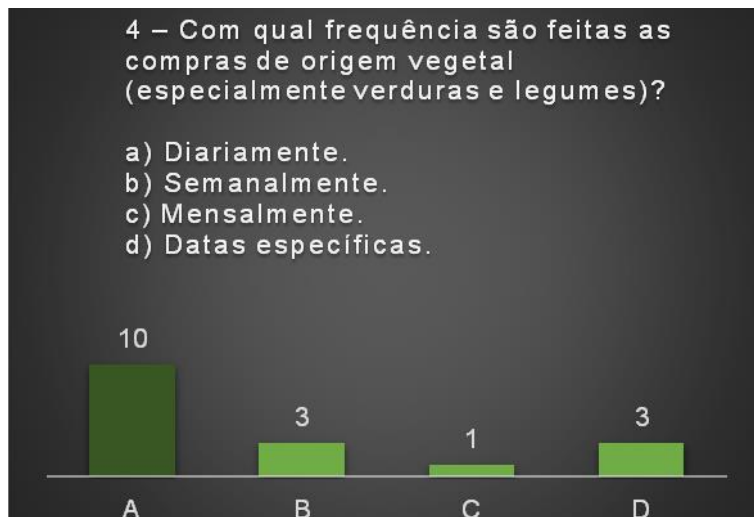 4 – Com qual frequência são feitas as
compras de origem vegetal
(especialmente verduras e legumes)?
a) Diariamente.
b) Semanalmente.
c) Mensalmente.
d) Datas específicas.
10
3
1
3
A
B
C
D